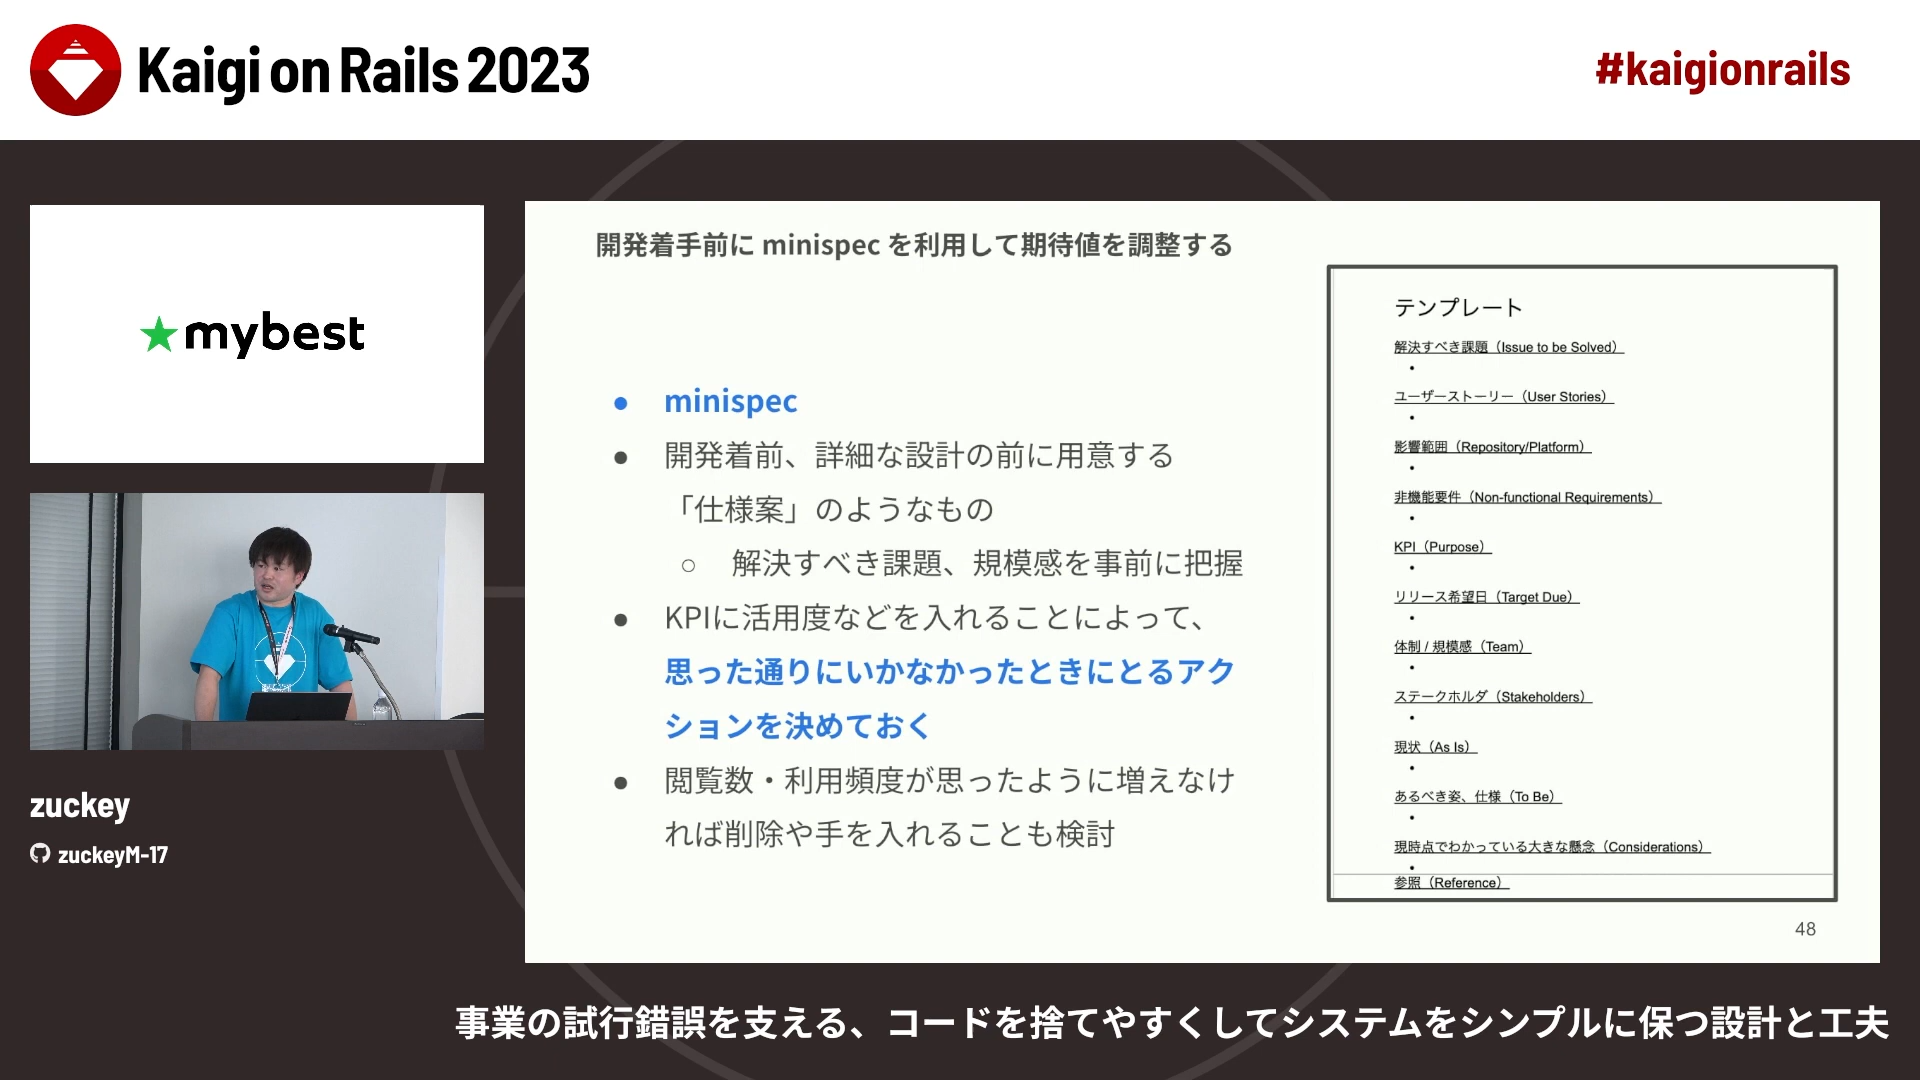 Kaigi on Rails 2023
#kaigionrails
mybest
zuckey
zuckeyM-17
開発着手前に minispec を利用して期待値を調整する
● minispec
● 開発着前、詳細な設計の前に用意する
「仕様案」のようなもの
○ 解決すべき課題、規模感を事前に把握
● KPIに活用度などを入れることによって、
思った通りにいかなかったときにとるアク
ションを決めておく
● 閲覧数・利用頻度が思ったように増えなけ
れば削除や手を入れることも検討
テンプレート
解決すべき課題（Issue to be Solved）
•
ユーザーストーリー（User Stories）
•
影響範囲（Repository/Platform）
•
非機能要件（Non-functional Requirements）
•
KPI（Purpose）
•
リリース希望日（Target Due）
•
体制 / 規模感（Team）
•
ステークホルダ（Stakeholders）
•
現状（As Is）
•
あるべき姿、仕様（To Be）
•
現時点でわかっている大きな懸念（Considerations）
•
参照（Reference）
48
事業の試行錯誤を支える、コードを捨てやすくしてシステムをシンプルに保つ設計と工夫